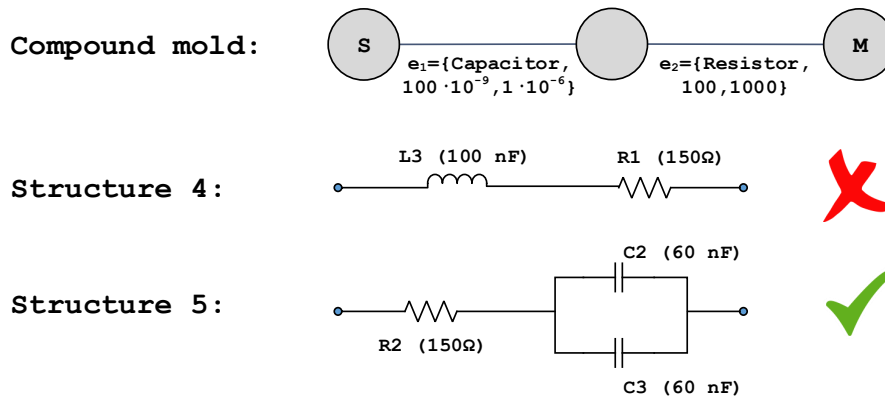 Compound mold:
S
M
e₁={Capacitor,
100·10⁻⁹,1·10⁻⁶}
e₂={Resistor,
100,1000}
Structure 4:
L3 (100 nF)
R1 (150Ω)
Structure 5:
R2 (150Ω)
C2 (60 nF)
C3 (60 nF)